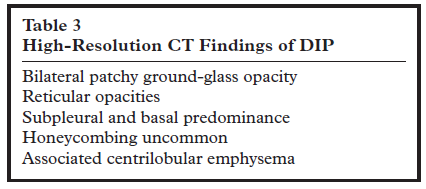 Table 3
High-Resolution CT Findings of DIP
Bilateral patchy ground-glass opacity
Reticular opacities
Subpleural and basal predominance
Honeycombing uncommon
Associated centrilobular emphysema